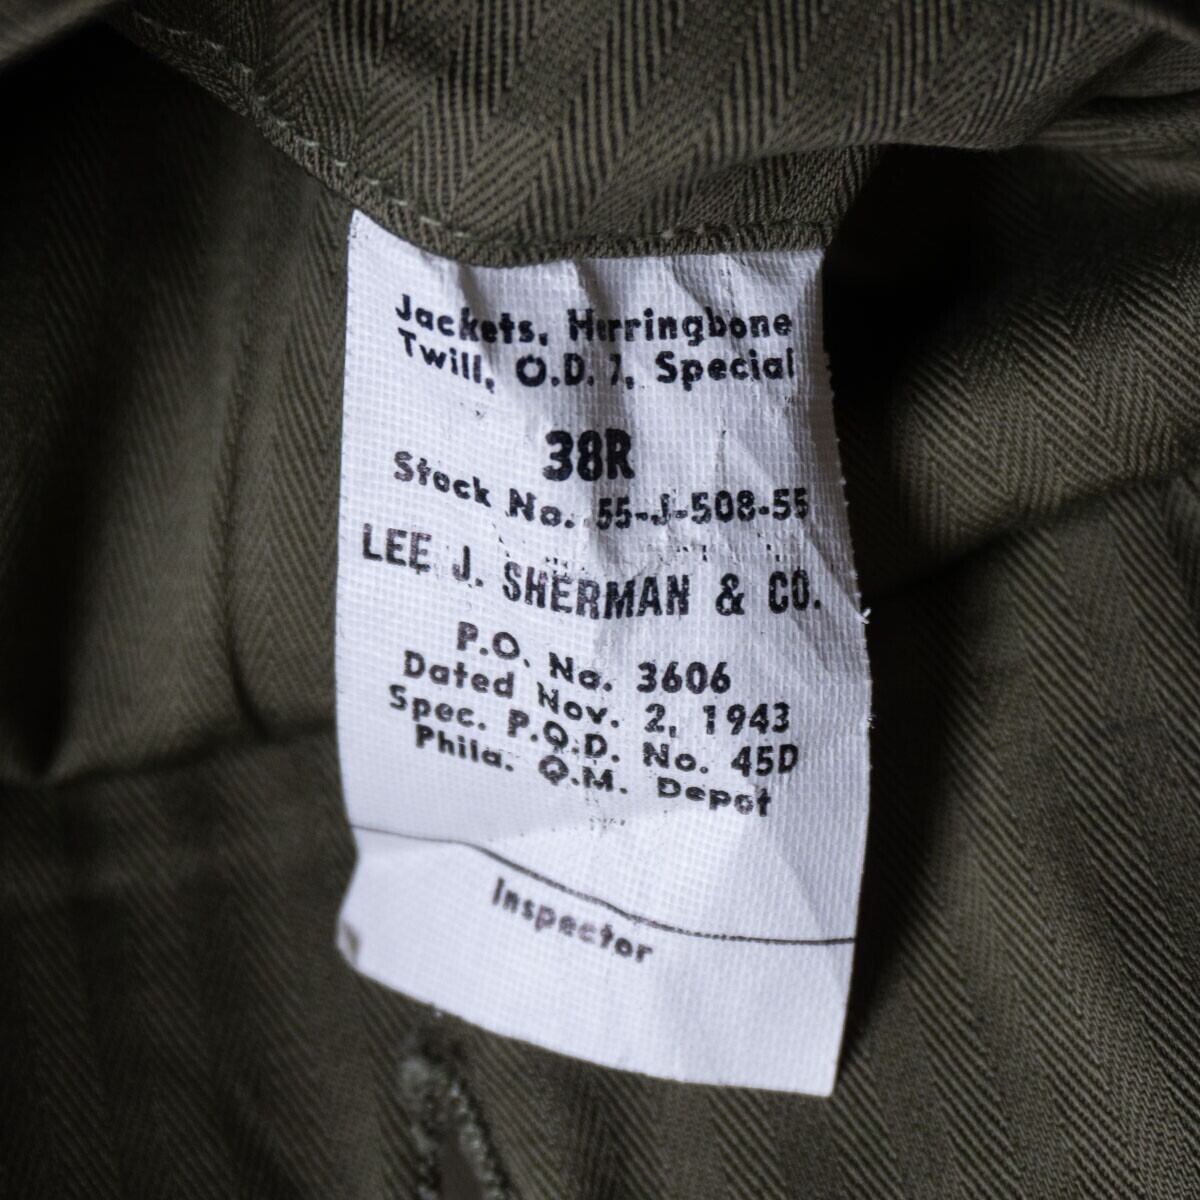 Jackets, Herringbone
Twill, O.D. 7, Special
38R
Stock No. 55-J-508-55
LEE J. SHERMAN & CO.
P.O. No. 3606
Dated Nov. 2, 1943
Spec. P.Q.D. No. 45D
Phila. Q.M. Depot
Inspector